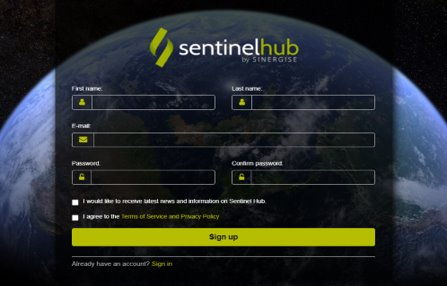 sentinelhub
by SINERGISE
First name: Last name:
E-mail:
Password: Confirm password:
I would like to receive latest news and information on Sentinel Hub.
I agree to the Terms of Service and Privacy Policy
Sign up
Already have an account? Sign in